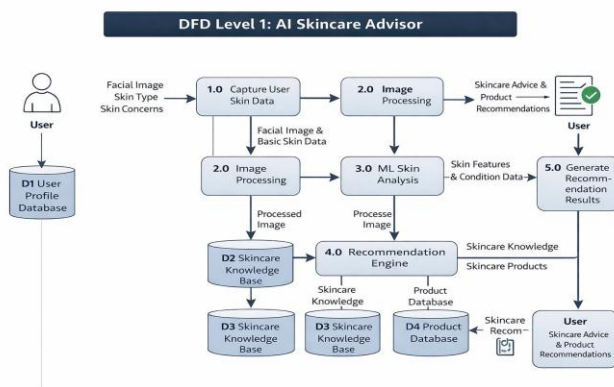 DFD Level 1: AI Skincare Advisor
Facial Image
Skin Type
Skin Concerns
1.0 Capture User
Skin Data
2.0 Image
Processing
Skincare Advice &
Product
Recommendations
User
User
Facial Image &
Basic Skin Data
D1 User
Profile
Database
2.0 Image
Processing
3.0 ML Skin
Analysis
Skin Features
& Condition Data
5.0 Generate
Recomm-
endation
Results
Processed
Image
Processe
Image
D2 Skincare
Knowledge
Base
4.0 Recommendation
Engine
Skincare Knowledge
Skincare Products
Skincare
Knowledge
Product
Database
D3 Skincare
Knowledge
Base
D3 Skincare
Knowledge
Base
D4 Product
Database
Skincare
Recom
User
Skincare Advice
& Product
Recommendations